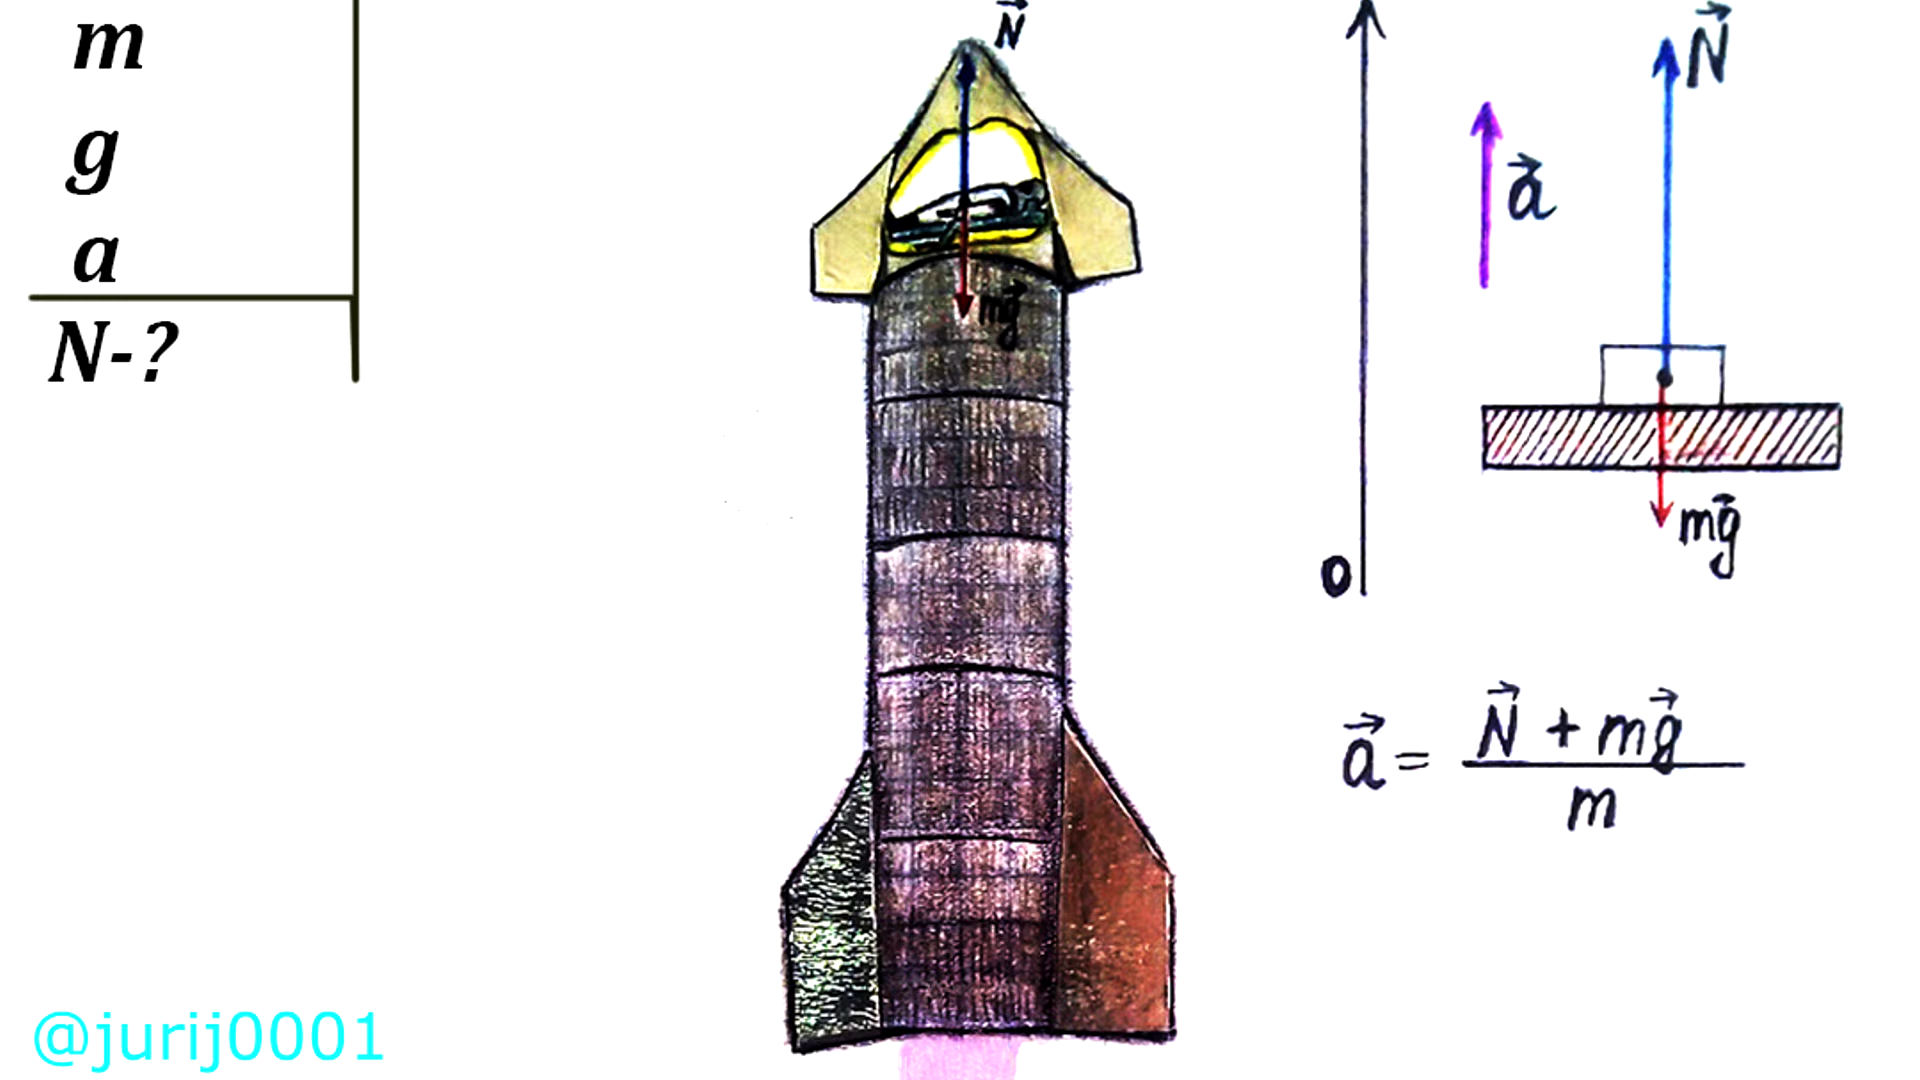 m
g
a
N-?
N⃗
mg⃗
N⃗
a⃗
mg⃗
0
a⃗ = (N⃗ + mg⃗) / m
@jurij0001